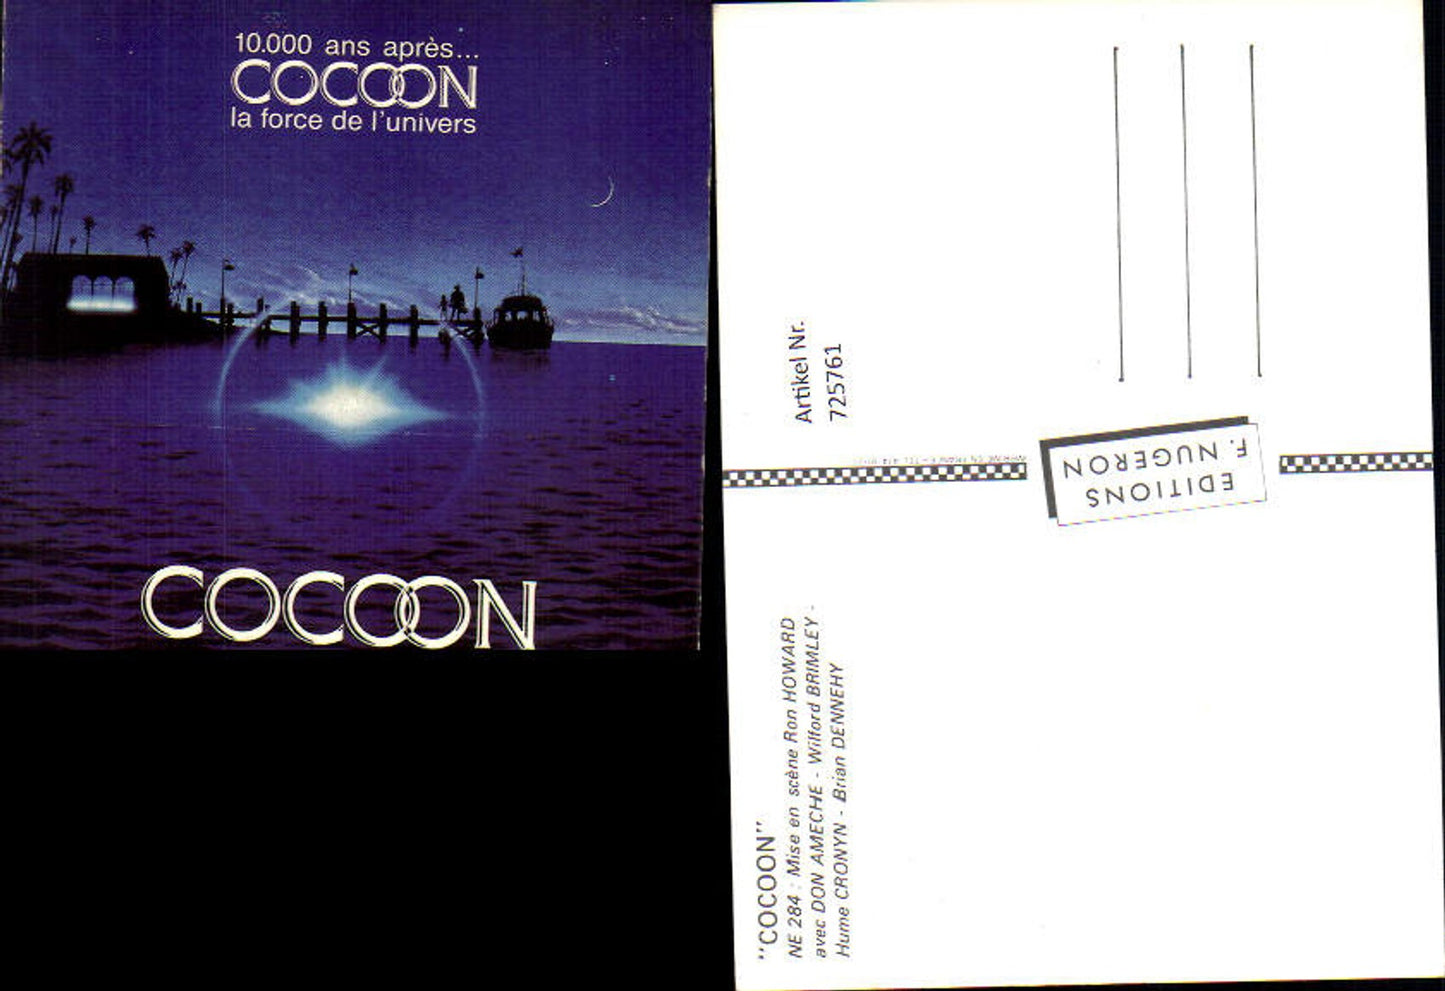 10.000 ans après...
COCOON
la force de l'univers
COCOON
Artikel Nr.
725761
EDITIONS
F. NUGERON
"COCOON"
NE 284 : Mise en scène Ron HOWARD
avec DON AMECHE - Wilford BRIMLEY -
Hume CRONYN - Brian DENNEHY